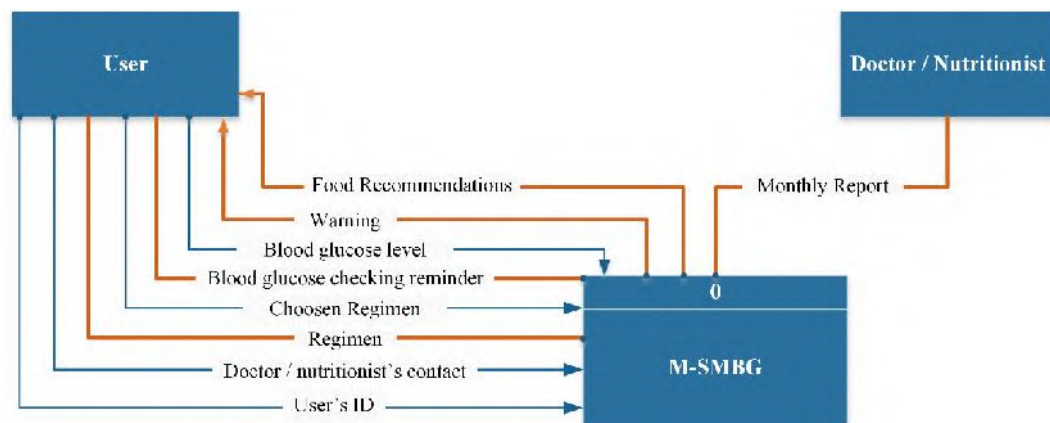 User
Doctor / Nutritionist
Food Recommendations
Monthly Report
Warning
Blood glucose level
Blood glucose checking reminder
0
Choosen Regimen
Regimen
M-SMBG
Doctor / nutritionist's contact
User's ID